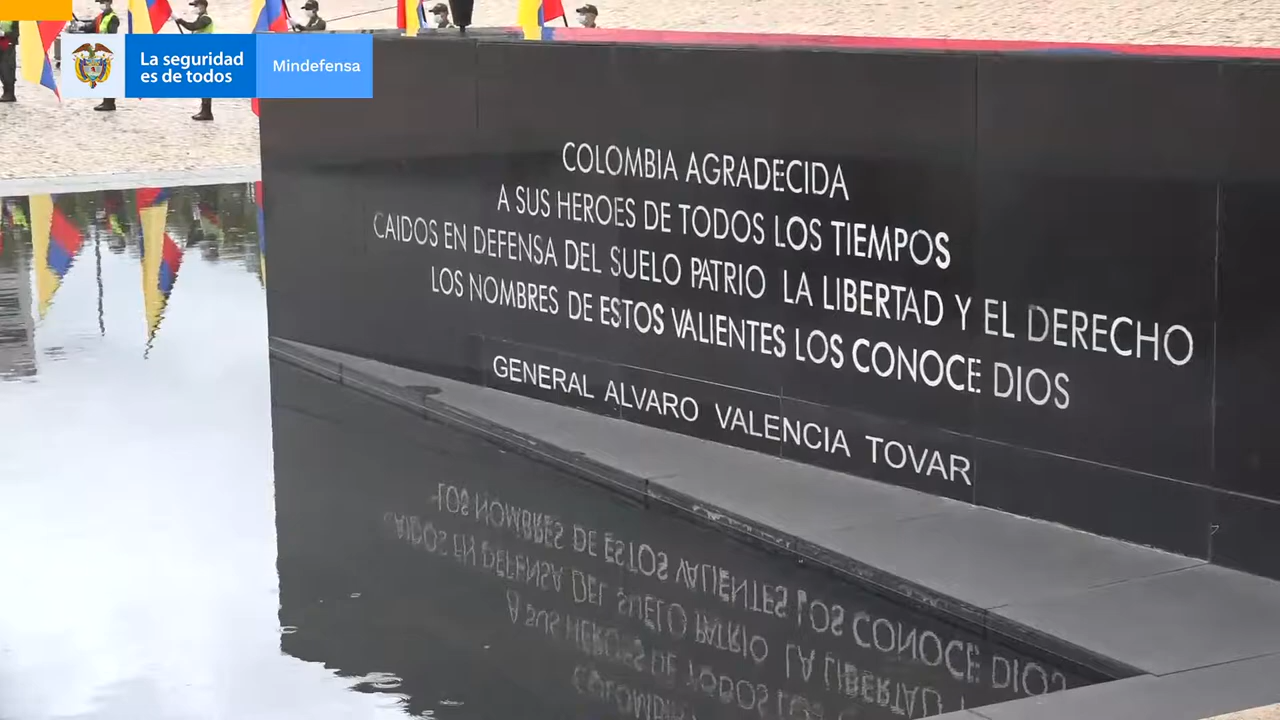 La seguridad
es de todos
Mindefensa
COLOMBIA AGRADECIDA
A SUS HEROES DE TODOS LOS TIEMPOS
CAIDOS EN DEFENSA DEL SUELO PATRIO LA LIBERTAD Y EL DERECHO
LOS NOMBRES DE ESTOS VALIENTES LOS CONOCE DIOS
GENERAL ALVARO VALENCIA TOVAR